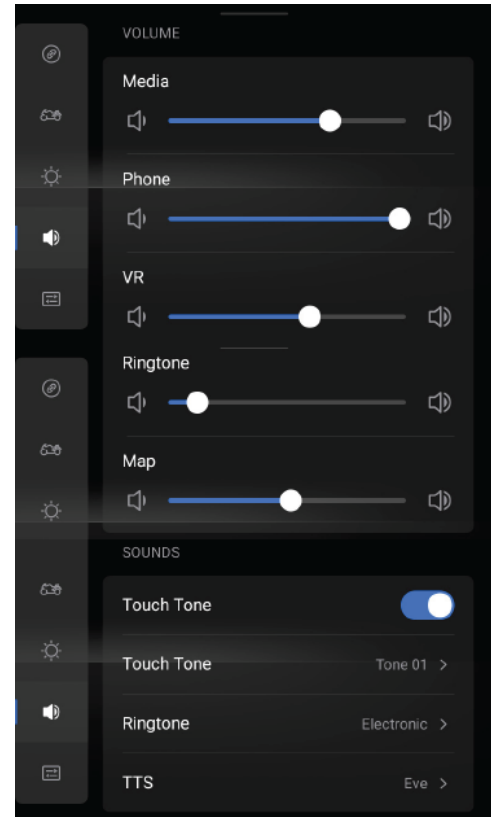 VOLUME
Media
Phone
VR
Ringtone
Map
SOUNDS
Touch Tone
Touch Tone Tone 01 >
Ringtone Electronic >
TTS Eve >